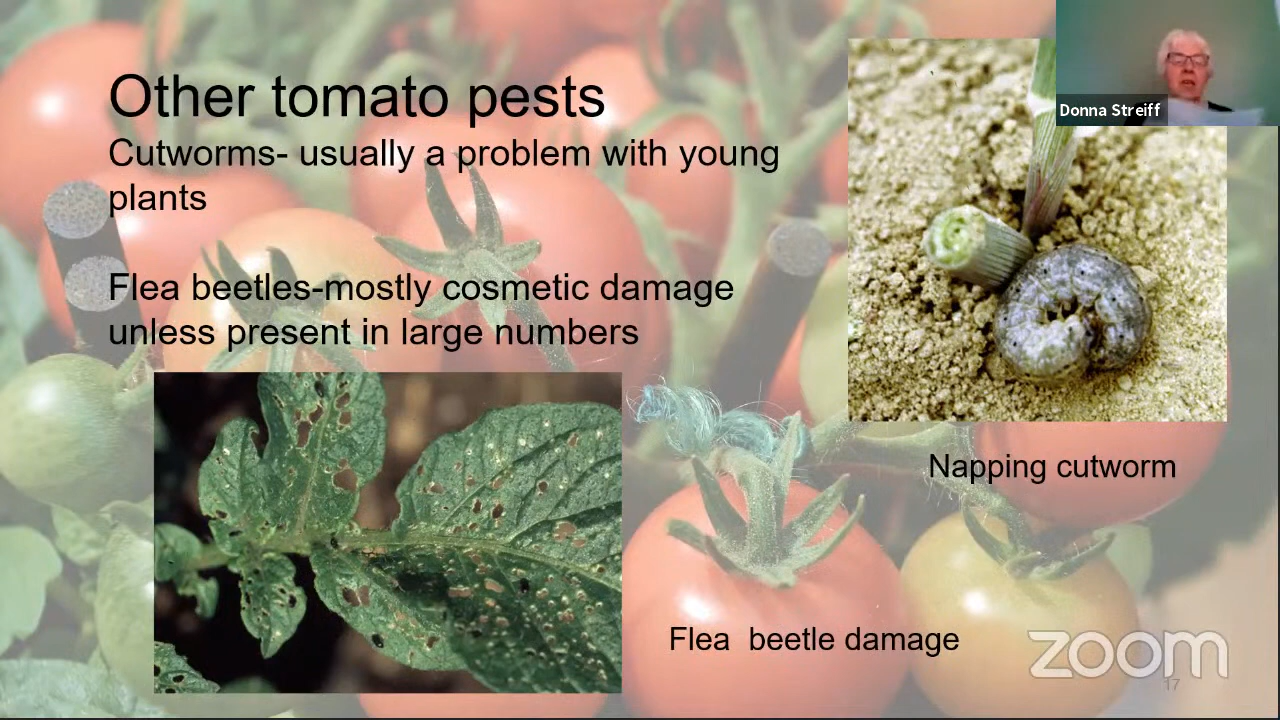 Other tomato pests
Cutworms- usually a problem with young
plants
Flea beetles-mostly cosmetic damage
unless present in large numbers
Donna Streiff
Napping cutworm
Flea  beetle damage
zoom
17